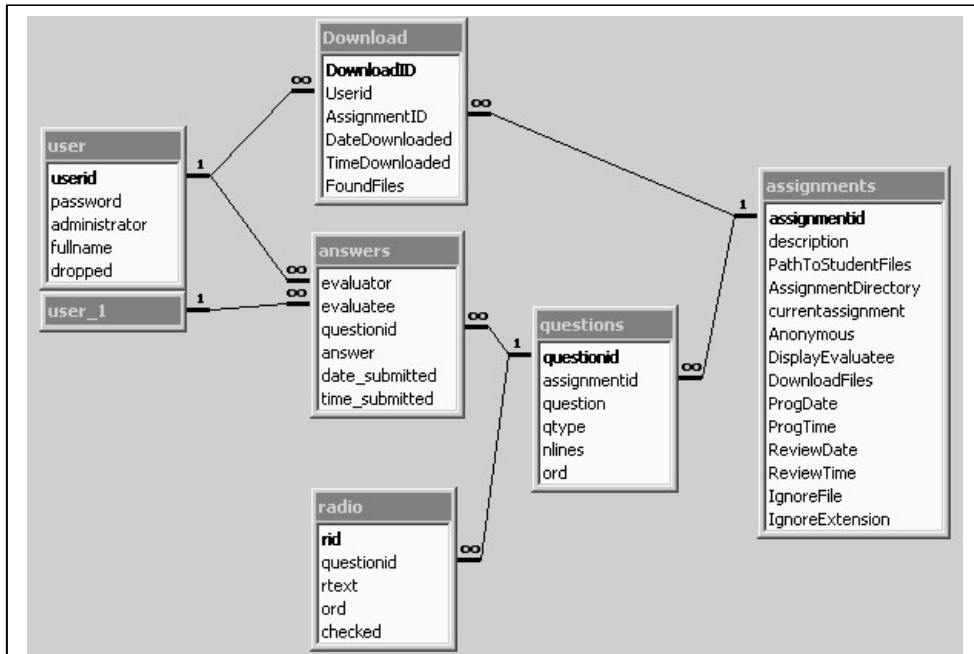 Download
DownloadID
Userid
AssignmentID
DateDownloaded
TimeDownloaded
FoundFiles
∞
∞
user
userid
password
administrator
fullname
dropped
1
user_1
1
answers
evaluator
evaluatee
questionid
answer
date_submitted
time_submitted
∞
∞
∞
questions
questionid
assignmentid
question
qtype
nlines
ord
1
∞
assignments
assignmentid
description
PathToStudentFiles
AssignmentDirectory
currentassignment
Anonymous
DisplayEvaluatee
DownloadFiles
ProgDate
ProgTime
ReviewDate
ReviewTime
IgnoreFile
IgnoreExtension
1
radio
rid
questionid
rtext
ord
checked
∞